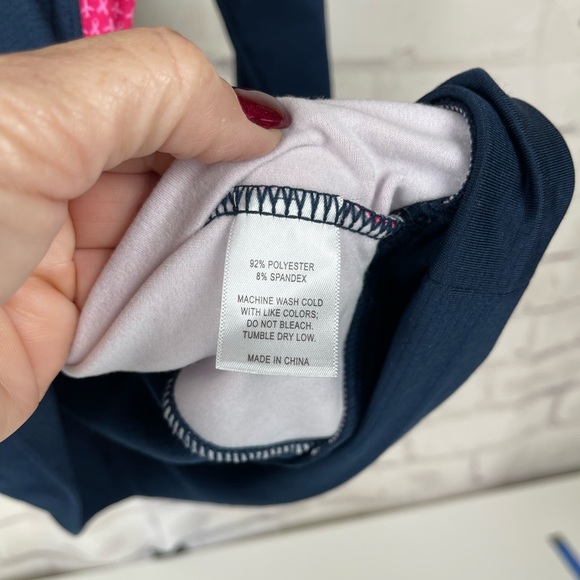 92% POLYESTER
8% SPANDEX
MACHINE WASH COLD
WITH LIKE COLORS;
DO NOT BLEACH.
TUMBLE DRY LOW.
MADE IN CHINA